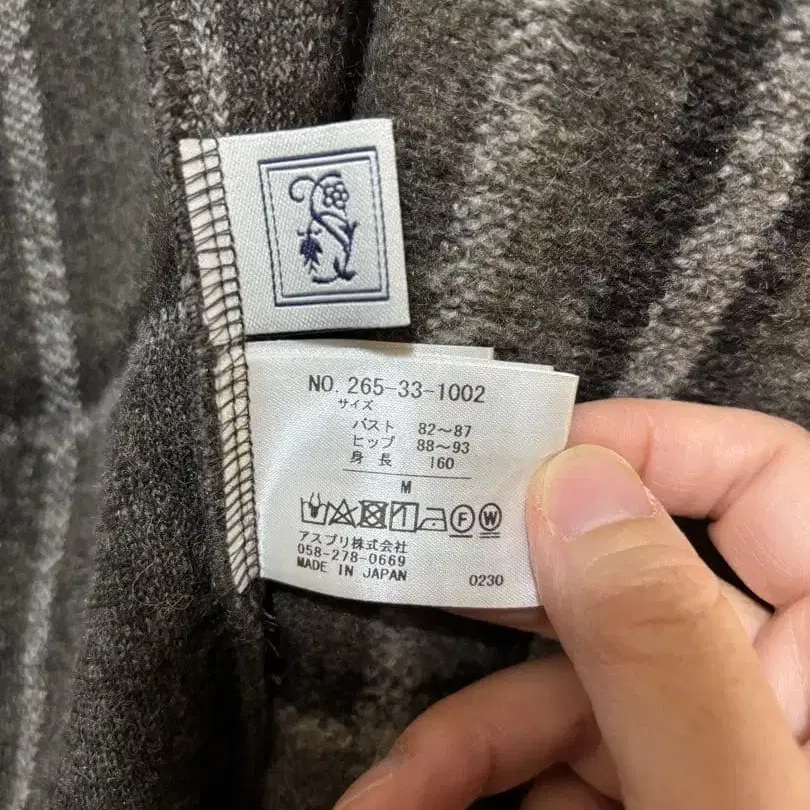 NO. 265-33-1002
サイズ
バスト 82～87
ヒップ 88～93
身長 160
M
F W
アスプリ株式会社
058-278-0669
MADE IN JAPAN 0230